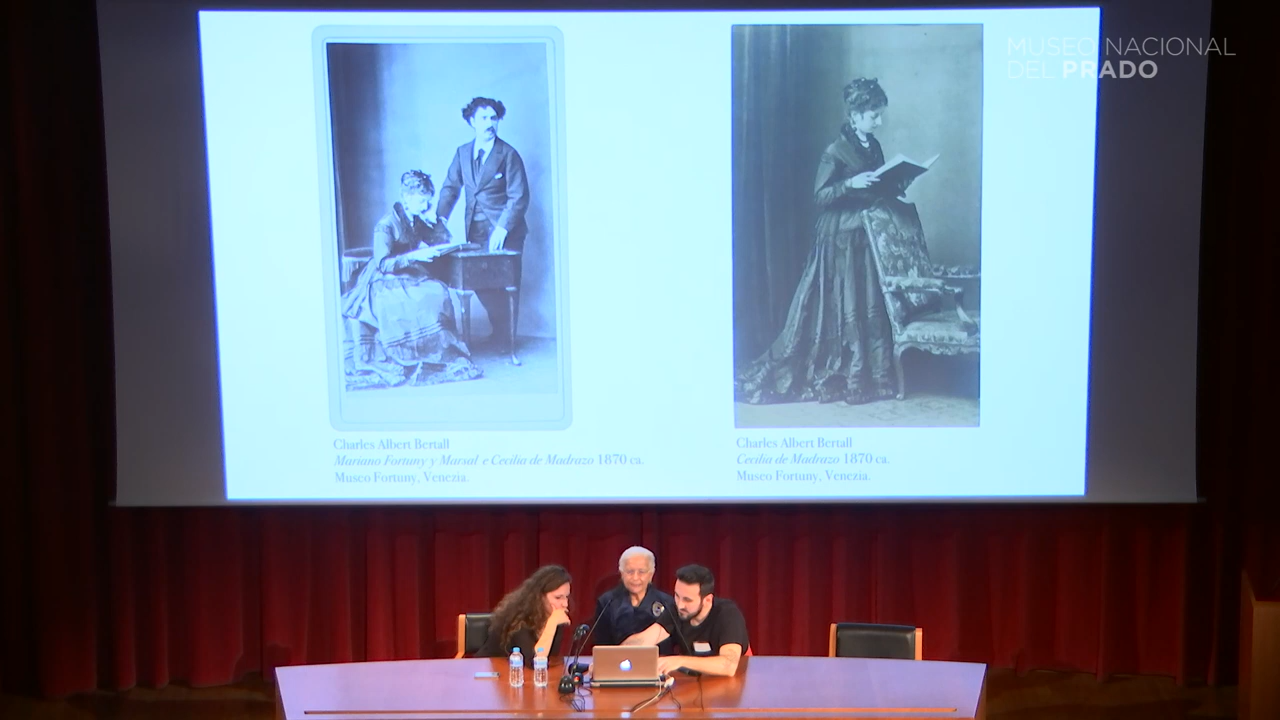 MUSEO NACIONAL
DEL PRADO
Charles Albert Bertall
Mariano Fortuny y Marsal e Cecilia de Madrazo 1870 ca.
Museo Fortuny, Venezia.
Charles Albert Bertall
Cecilia de Madrazo 1870 ca.
Museo Fortuny, Venezia.